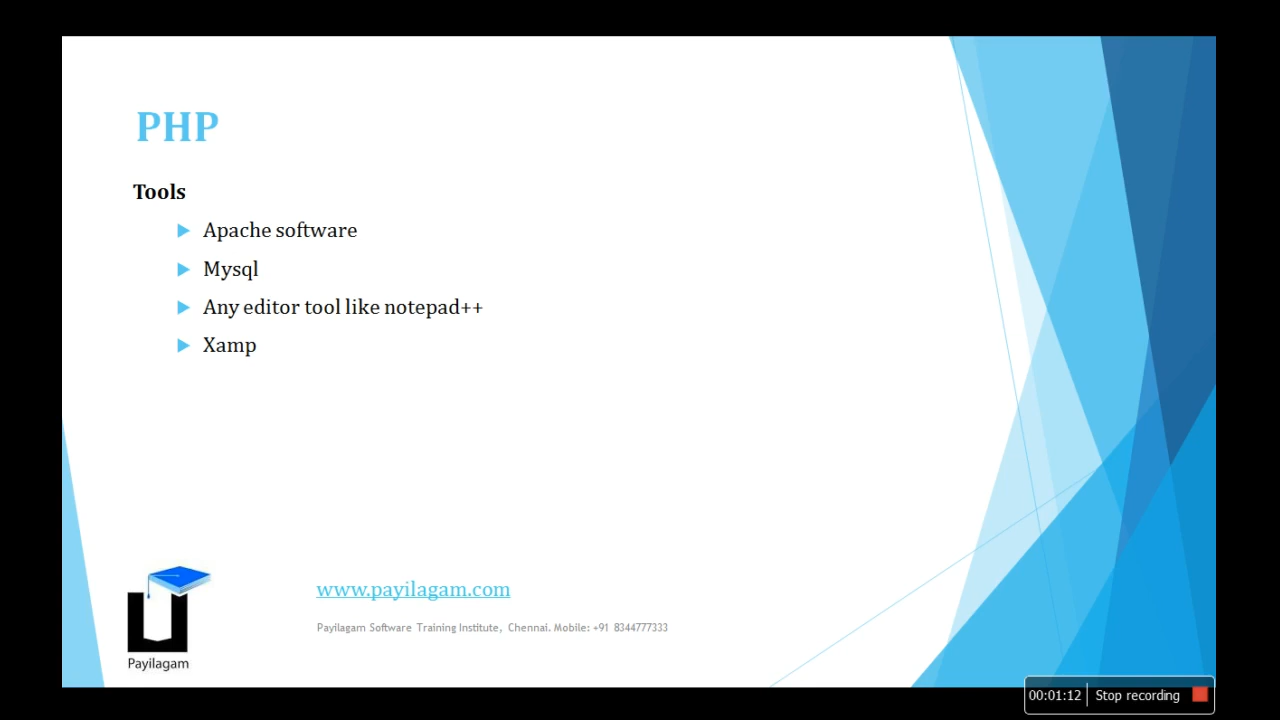 PHP
Tools
Apache software
Mysql
Any editor tool like notepad++
Xamp
www.payilagam.com
Payilagam Software Training Institute, Chennai. Mobile: +91 8344777333
Payilagam
00:01:12 Stop recording